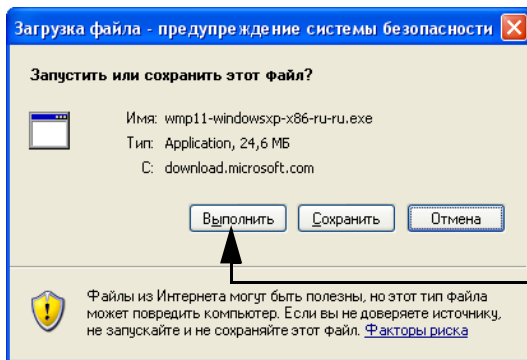 Загрузка файла - предупреждение системы безопасности
Запустить или сохранить этот файл?
Имя: wmp11-windowsxp-x86-ru-ru.exe
Тип: Application, 24,6 МБ
С: download.microsoft.com
Выполнить Сохранить Отмена
Файлы из Интернета могут быть полезны, но этот тип файла
может повредить компьютер. Если вы не доверяете источнику,
не запускайте и не сохраняйте этот файл. Факторы риска